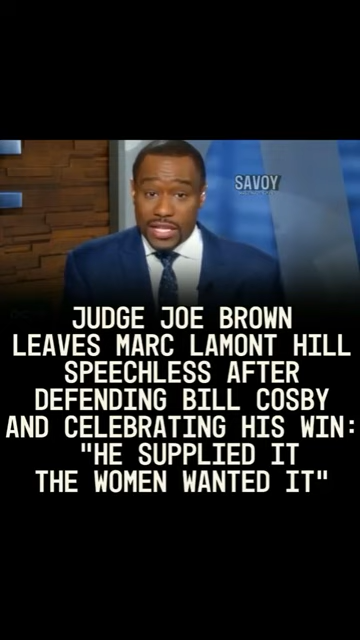 SAVOY
JUDGE JOE BROWN
LEAVES MARC LAMONT HILL
SPEECHLESS AFTER
DEFENDING BILL COSBY
AND CELEBRATING HIS WIN:
"HE SUPPLIED IT
THE WOMEN WANTED IT"